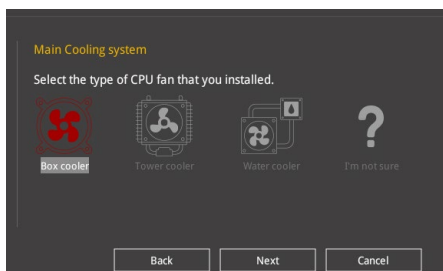 Main Cooling system
Select the type of CPU fan that you installed.
Box cooler Tower cooler Water cooler I'm not sure
Back Next Cancel